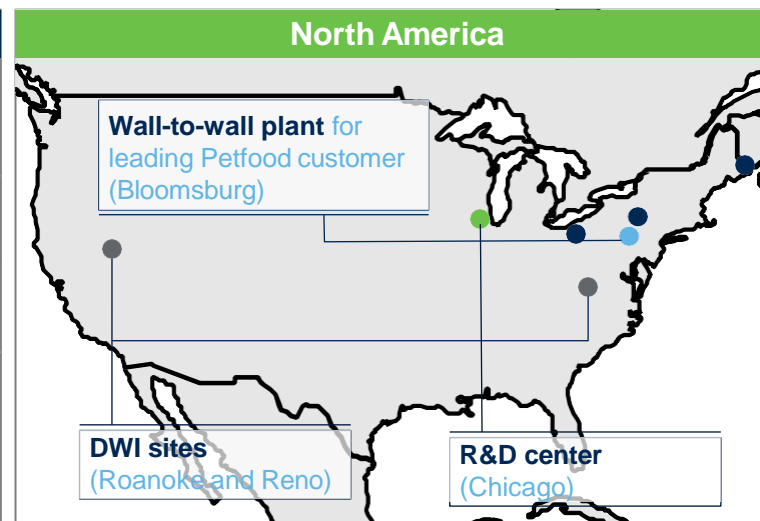 North America
Wall-to-wall plant for
leading Petfood customer
(Bloomsburg)
DWI sites
(Roanoke and Reno)
R&D center
(Chicago)